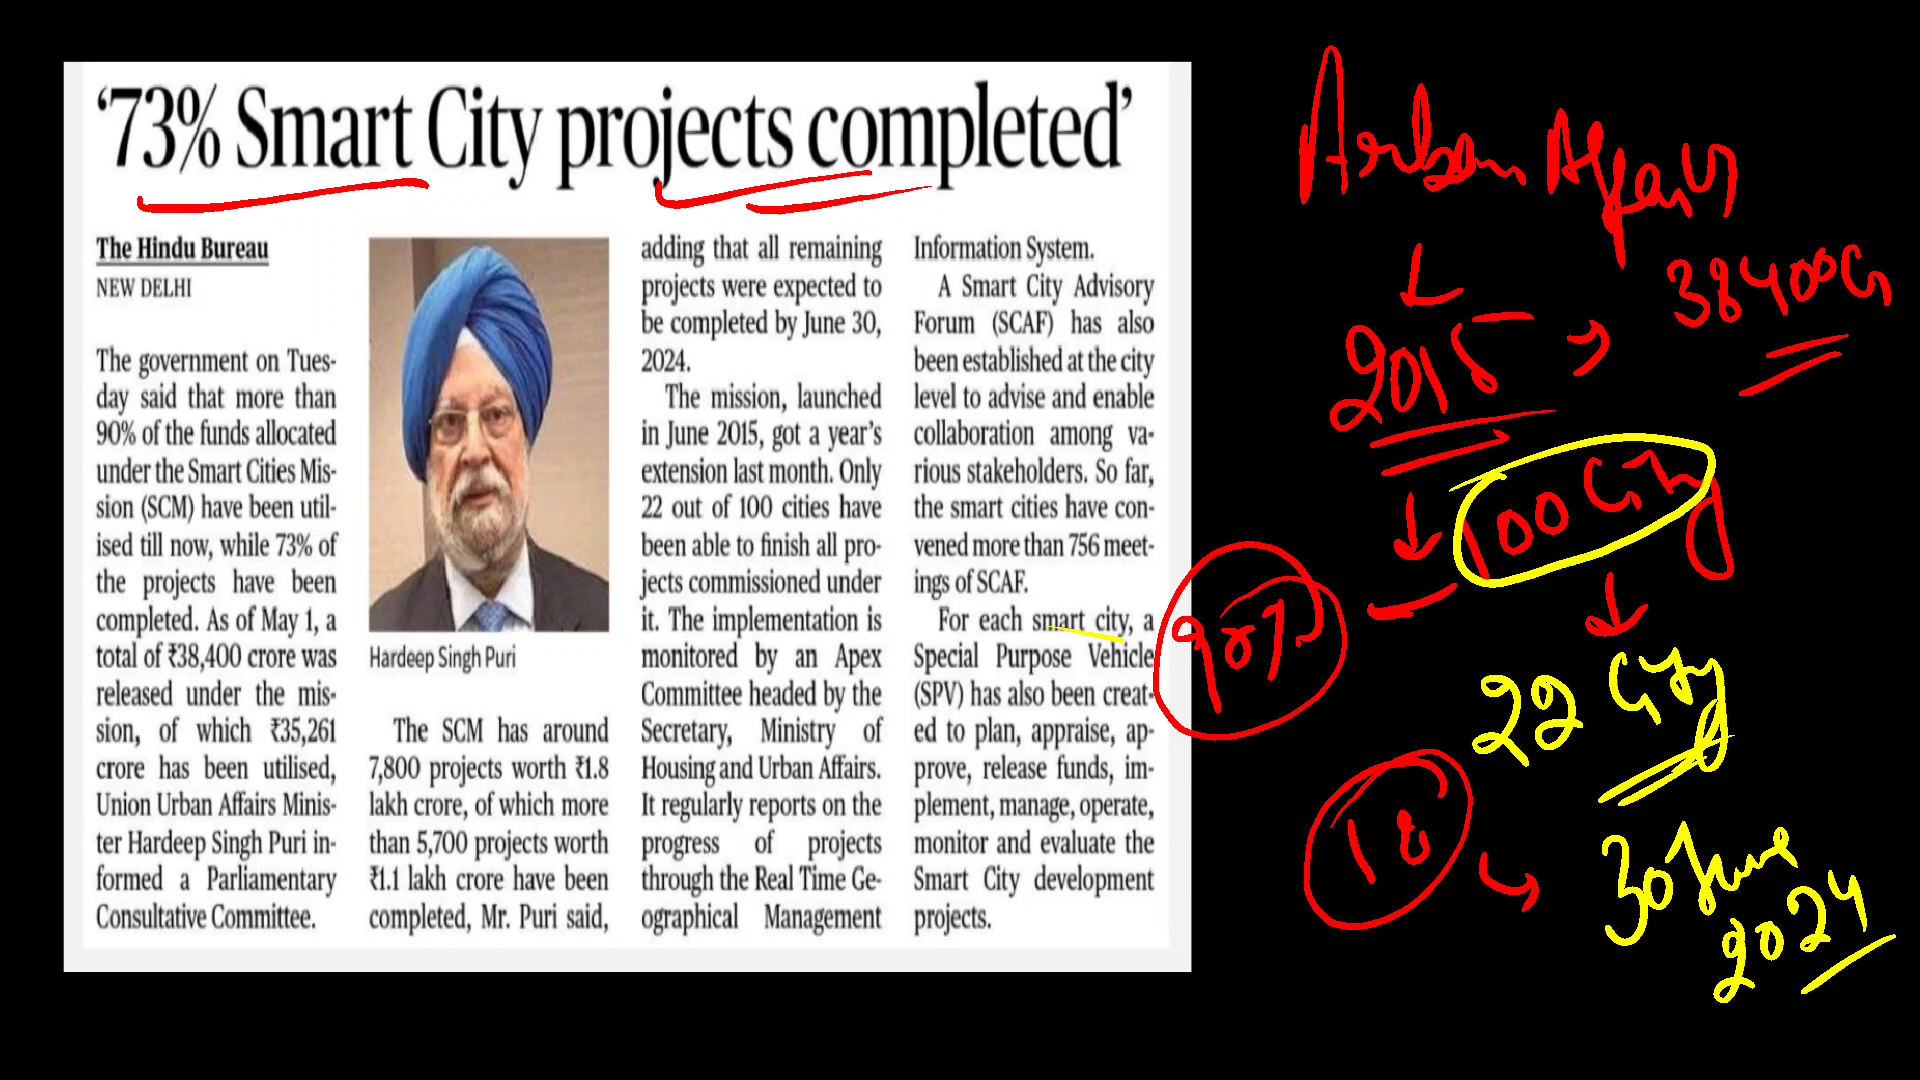 ‘73% Smart City projects completed’
The Hindu Bureau
NEW DELHI
The government on Tues-
day said that more than
90% of the funds allocated
under the Smart Cities Mis-
sion (SCM) have been util-
ised till now, while 73% of
the projects have been
completed. As of May 1, a
total of ₹38,400 crore was
released under the mis-
sion, of which ₹35,261
crore has been utilised,
Union Urban Affairs Minis-
ter Hardeep Singh Puri in-
formed a Parliamentary
Consultative Committee.
Hardeep Singh Puri
The SCM has around
7,800 projects worth ₹1.8
lakh crore, of which more
than 5,700 projects worth
₹1.1 lakh crore have been
completed, Mr. Puri said,
adding that all remaining
projects were expected to
be completed by June 30,
2024.
The mission, launched
in June 2015, got a year’s
extension last month. Only
22 out of 100 cities have
been able to finish all pro-
jects commissioned under
it. The implementation is
monitored by an Apex
Committee headed by the
Secretary, Ministry of
Housing and Urban Affairs.
It regularly reports on the
progress of projects
through the Real Time Ge-
ographical Management
Information System.
A Smart City Advisory
Forum (SCAF) has also
been established at the city
level to advise and enable
collaboration among va-
rious stakeholders. So far,
the smart cities have con-
vened more than 756 meet-
ings of SCAF.
For each smart city, a
Special Purpose Vehicle
(SPV) has also been creat-
ed to plan, appraise, ap-
prove, release funds, im-
plement, manage, operate,
monitor and evaluate the
Smart City development
projects.
2015
38400Cr
100 City
90%
22 City
18
30 June
2024